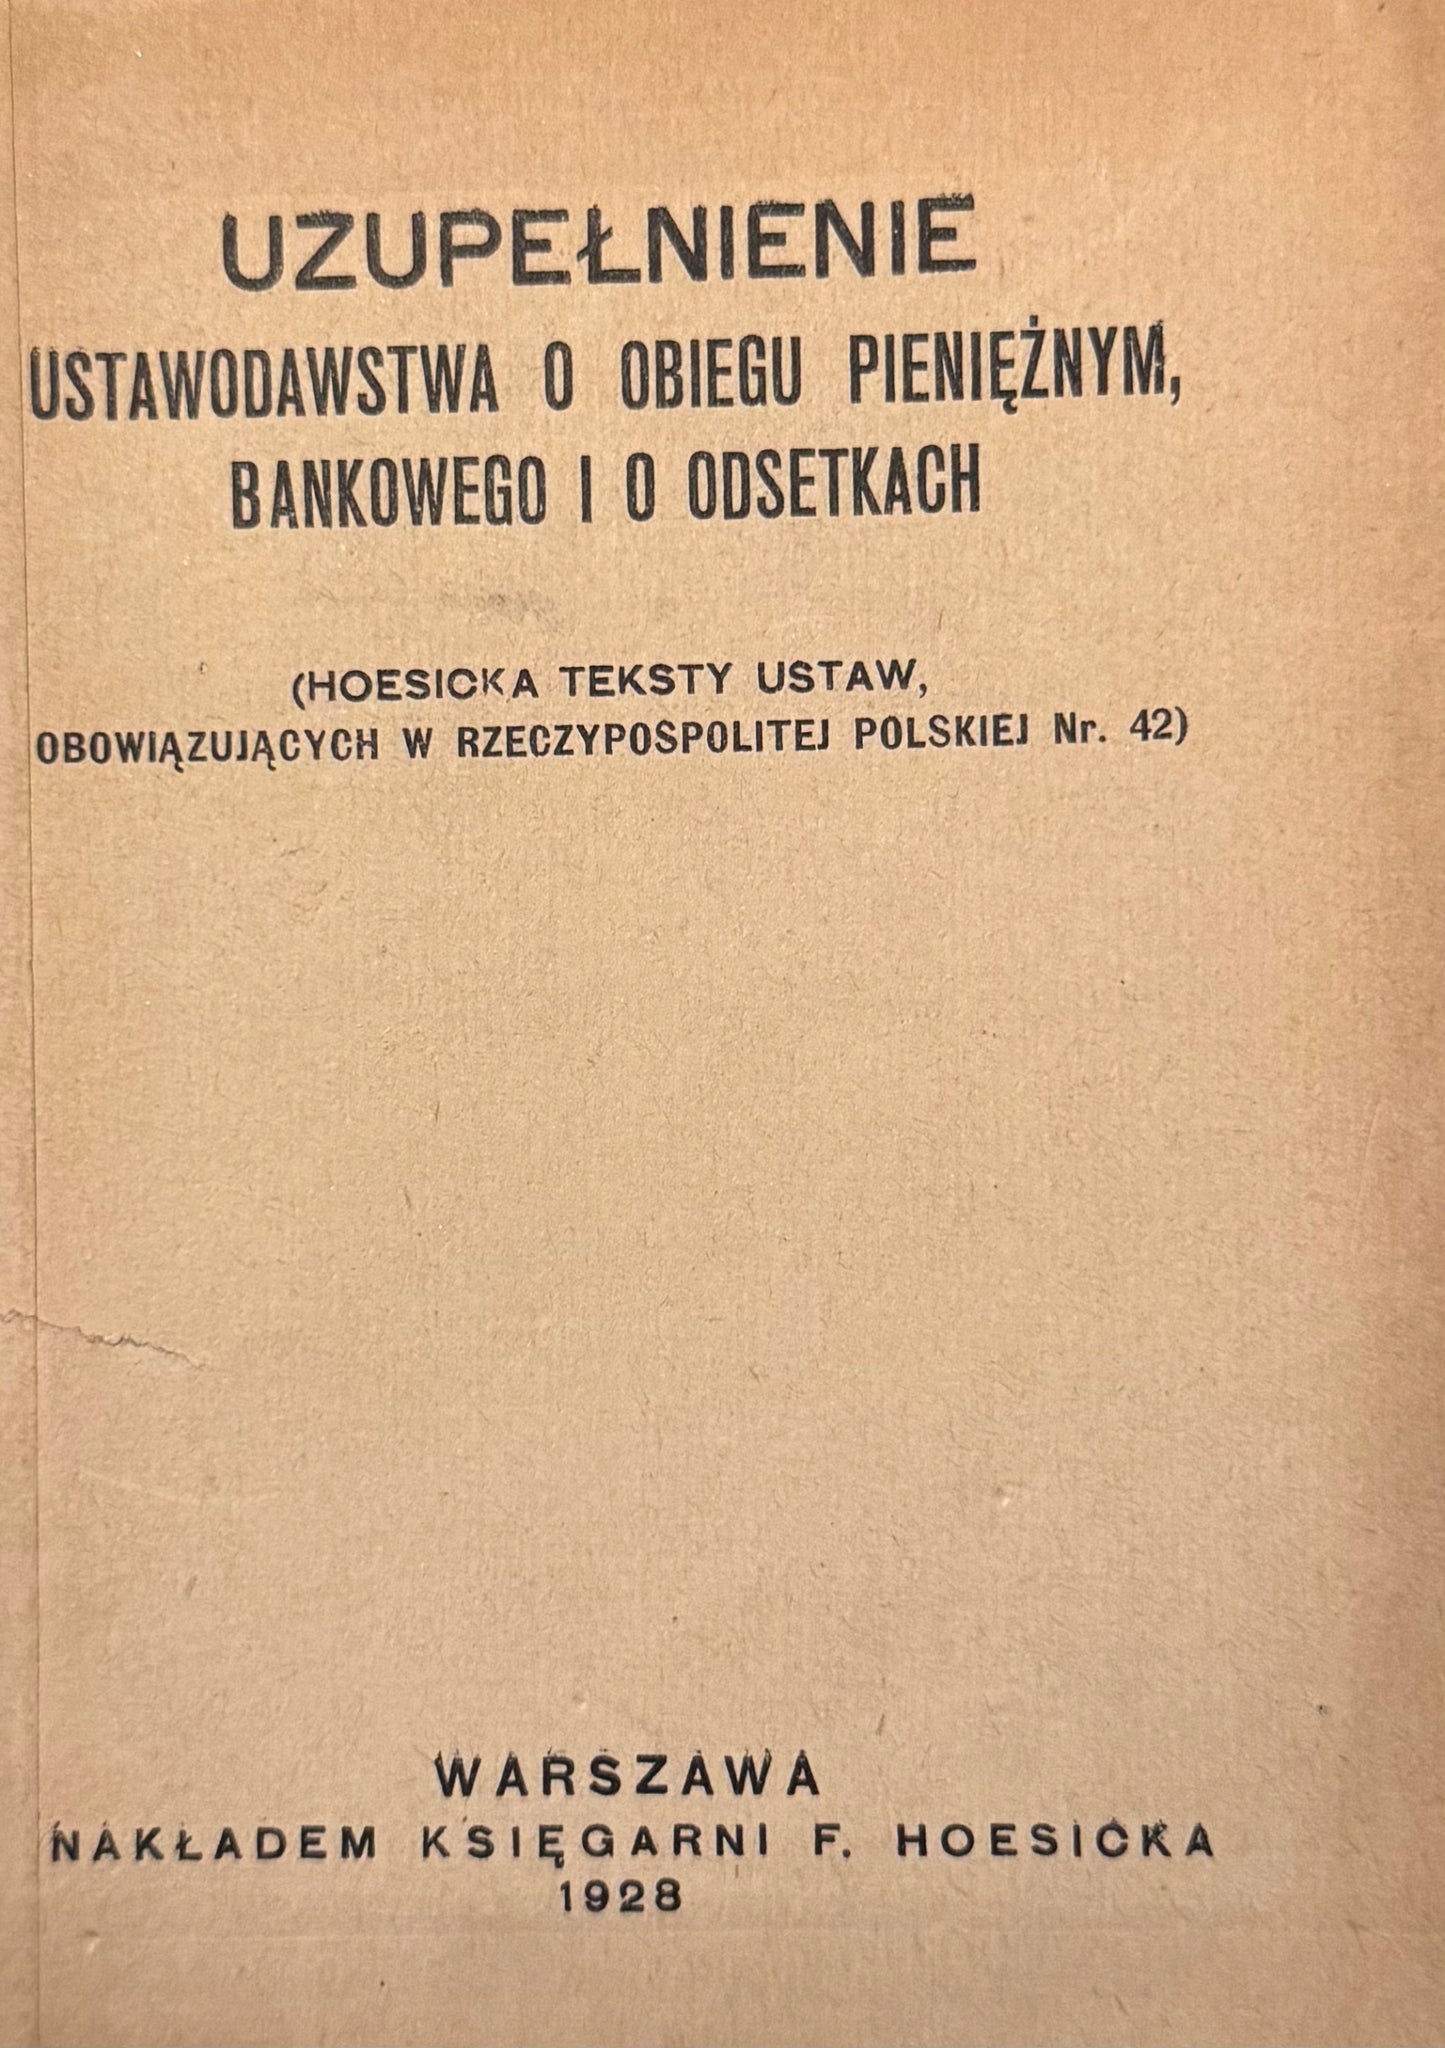 UZUPEŁNIENIE
USTAWODAWSTWA O OBIEGU PIENIĘŻNYM,
BANKOWEGO I O ODSETKACH
(HOESICKA TEKSTY USTAW,
OBOWIĄZUJĄCYCH W RZECZYPOSPOLITEJ POLSKIEJ Nr. 42)
WARSZAWA
NAKŁADEM KSIĘGARNI F. HOESICKA
1928